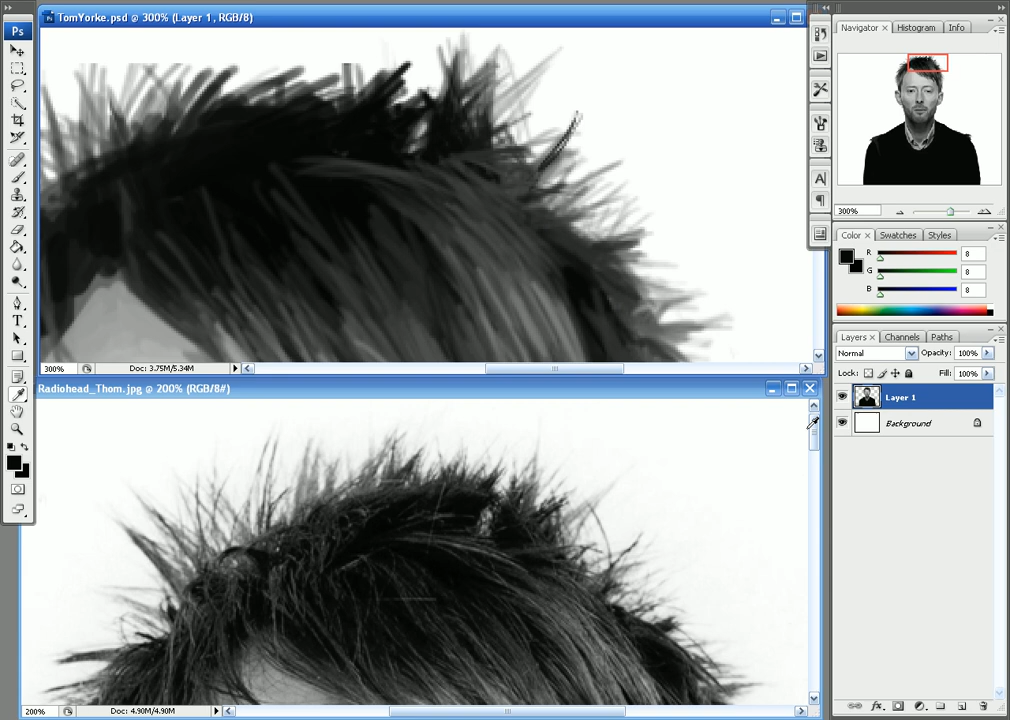 Ps
TomYorke.psd @ 300% (Layer 1, RGB/8)
300%
Doc: 3.75M/5.34M
Radiohead_Thom.jpg @ 200% (RGB/8#)
200%
Doc: 4.90M/4.90M
Navigator × Histogram Info
300%
Color × Swatches Styles
R 8
G 8
B 8
Layers × Channels Paths
Normal Opacity: 100%
Lock: Fill: 100%
Layer 1
Background